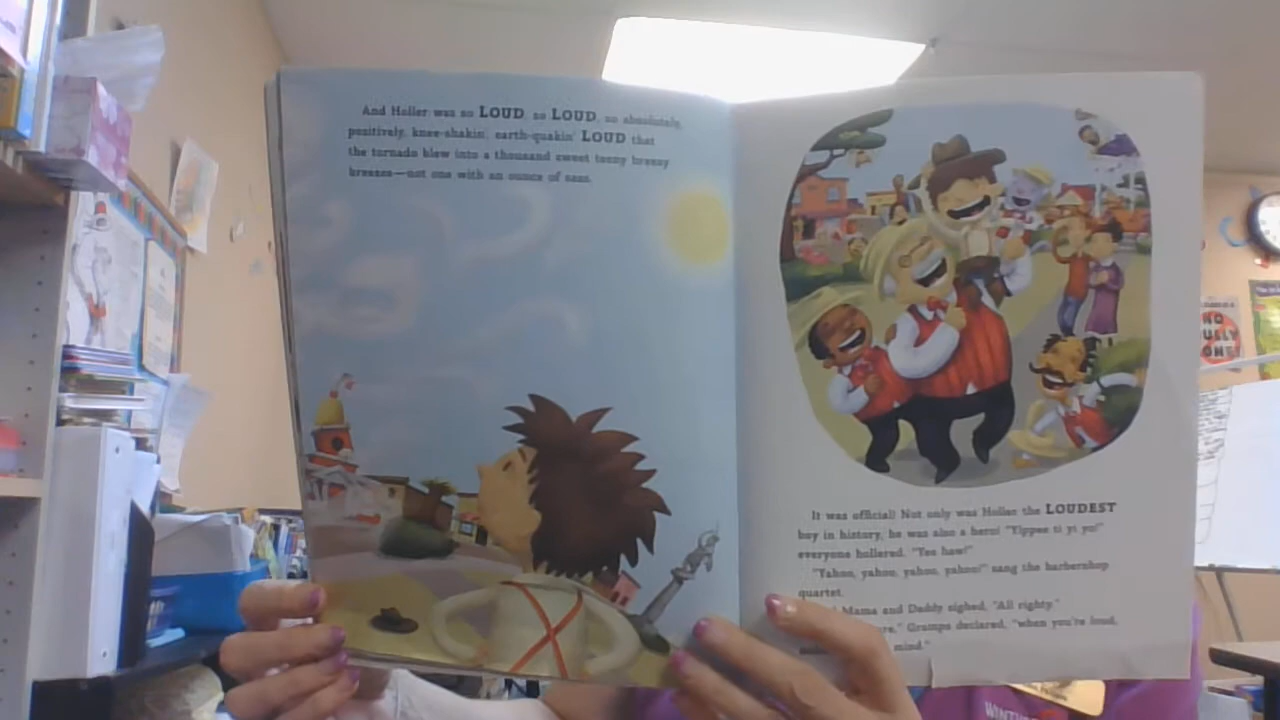 And Holler was so LOUD, so LOUD, so absolutely,
positively, knee-shakin', earth-quakin' LOUD that
the tornado blew into a thousand sweet teeny breezy
breezes—not one with an ounce of sass.
It was official! Not only was Holler the LOUDEST
boy in history, he was also a hero! "Yippee ti yi yo!"
everyone hollered. "Yee haw!"
"Yahoo, yahoo, yahoo, yahoo!" sang the barbershop
quartet.
Mama and Daddy sighed, "All righty."
Gramps declared, "when you're loud,
mind."
NO
BULLY
ZONE!